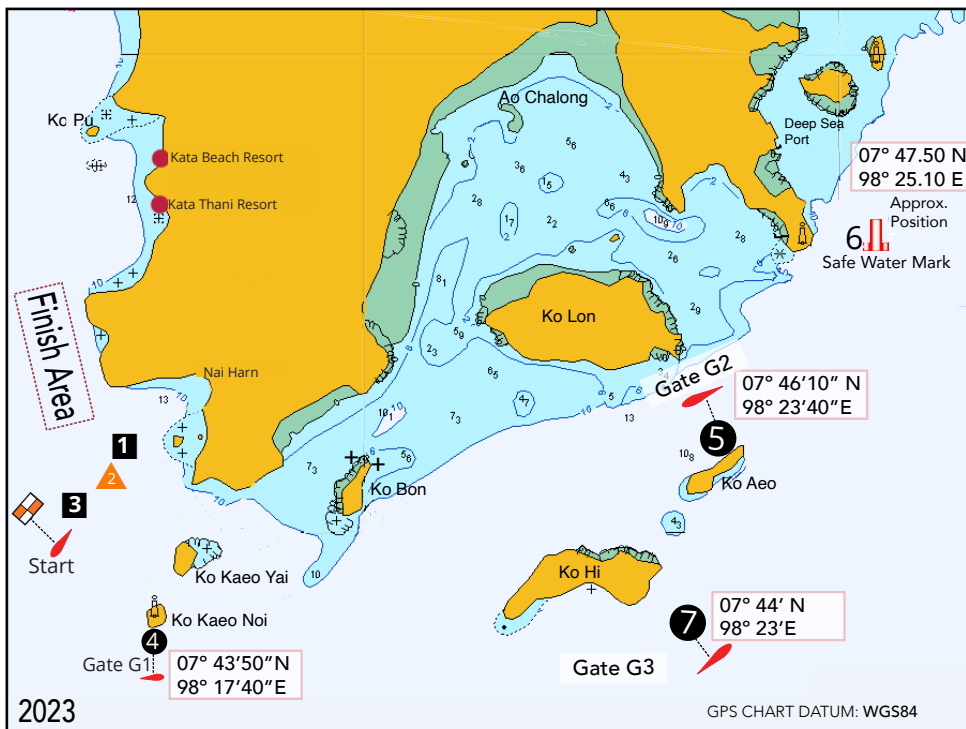 Ao Chalong
Ko Pu
Deep Sea
Port
Kata Beach Resort
07° 47.50 N
98° 25.10 E
Kata Thani Resort
12
Approx.
Position
6
Safe Water Mark
Ko Lon
Finish Area
Nai Harn
Gate G2
07° 46'10" N
98° 23'40"E
13
13
1
5
2
Ko Aeo
Ko Bon
3
Start
Ko Kaeo Yai
Ko Hi
10
Ko Kaeo Noi
7
07° 44' N
98° 23'E
4
Gate G1
07° 43'50"N
98° 17'40"E
Gate G3
2023
GPS CHART DATUM: WGS84